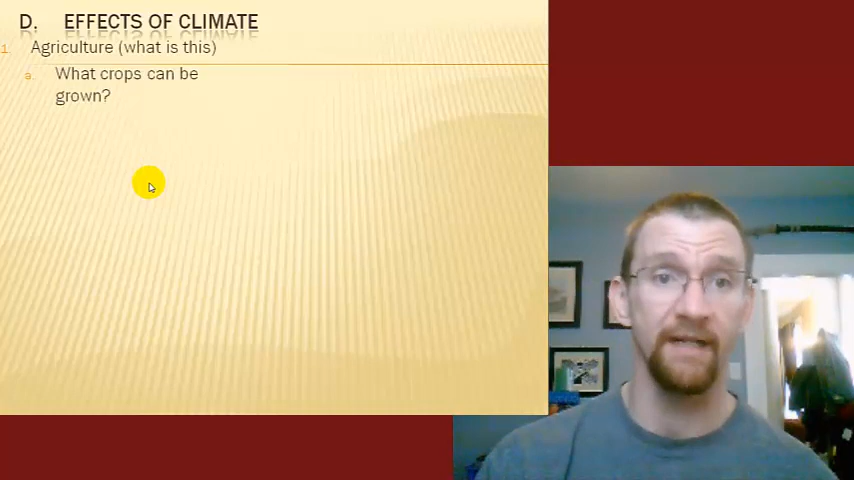 D. EFFECTS OF CLIMATE
1. Agriculture (what is this)
a. What crops can be
grown?